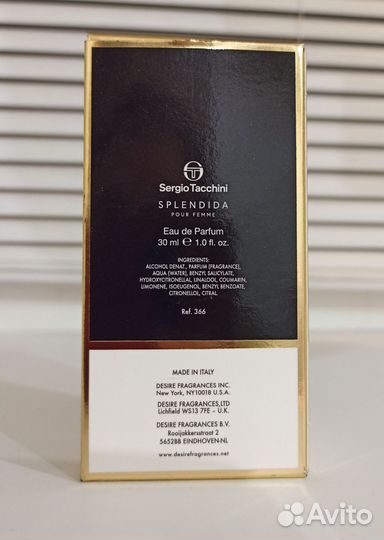 Sergio Tacchini
SPLENDIDA
POUR FEMME
Eau de Parfum
30 ml ℮ 1.0 fl. oz.
INGREDIENTS:
ALCOHOL DENAT., PARFUM (FRAGRANCE),
AQUA (WATER), BENZYL SALICYLATE,
HYDROXYCITRONELLAL, LINALOOL, COUMARIN,
LIMONENE, ISOEUGENOL, BENZYL BENZOATE,
CITRONELLOL, CITRAL.
Ref. 366
MADE IN ITALY
DESIRE FRAGRANCES INC.
New York, NY10018 U.S.A.
DESIRE FRAGRANCES,LTD
Lichfield WS13 7FE – U.K.
DESIRE FRAGRANCES B.V.
Rooijakkersstraat 2
5652BB EINDHOVEN-NL
www.desirefragrances.net
Avito